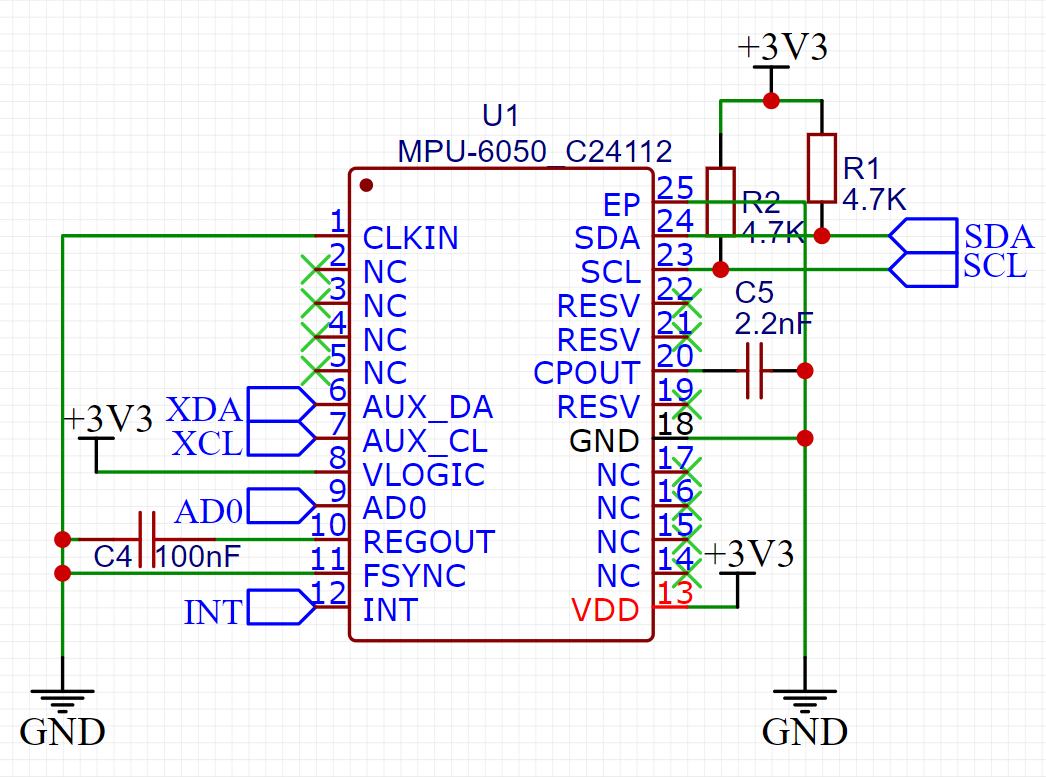 +3V3
U1
MPU-6050_C24112
R1
4.7K
R2
4.7K
1 CLKIN
2 NC
3 NC
4 NC
5 NC
6 AUX_DA
7 AUX_CL
8 VLOGIC
9 AD0
10 REGOUT
11 FSYNC
12 INT
EP 25
SDA 24
SCL 23
RESV 22
RESV 21
CPOUT 20
RESV 19
GND 18
NC 17
NC 16
NC 15
NC 14
VDD 13
SDA
SCL
C5
2.2nF
XDA
XCL
+3V3
AD0
C4 100nF
INT
+3V3
GND
GND